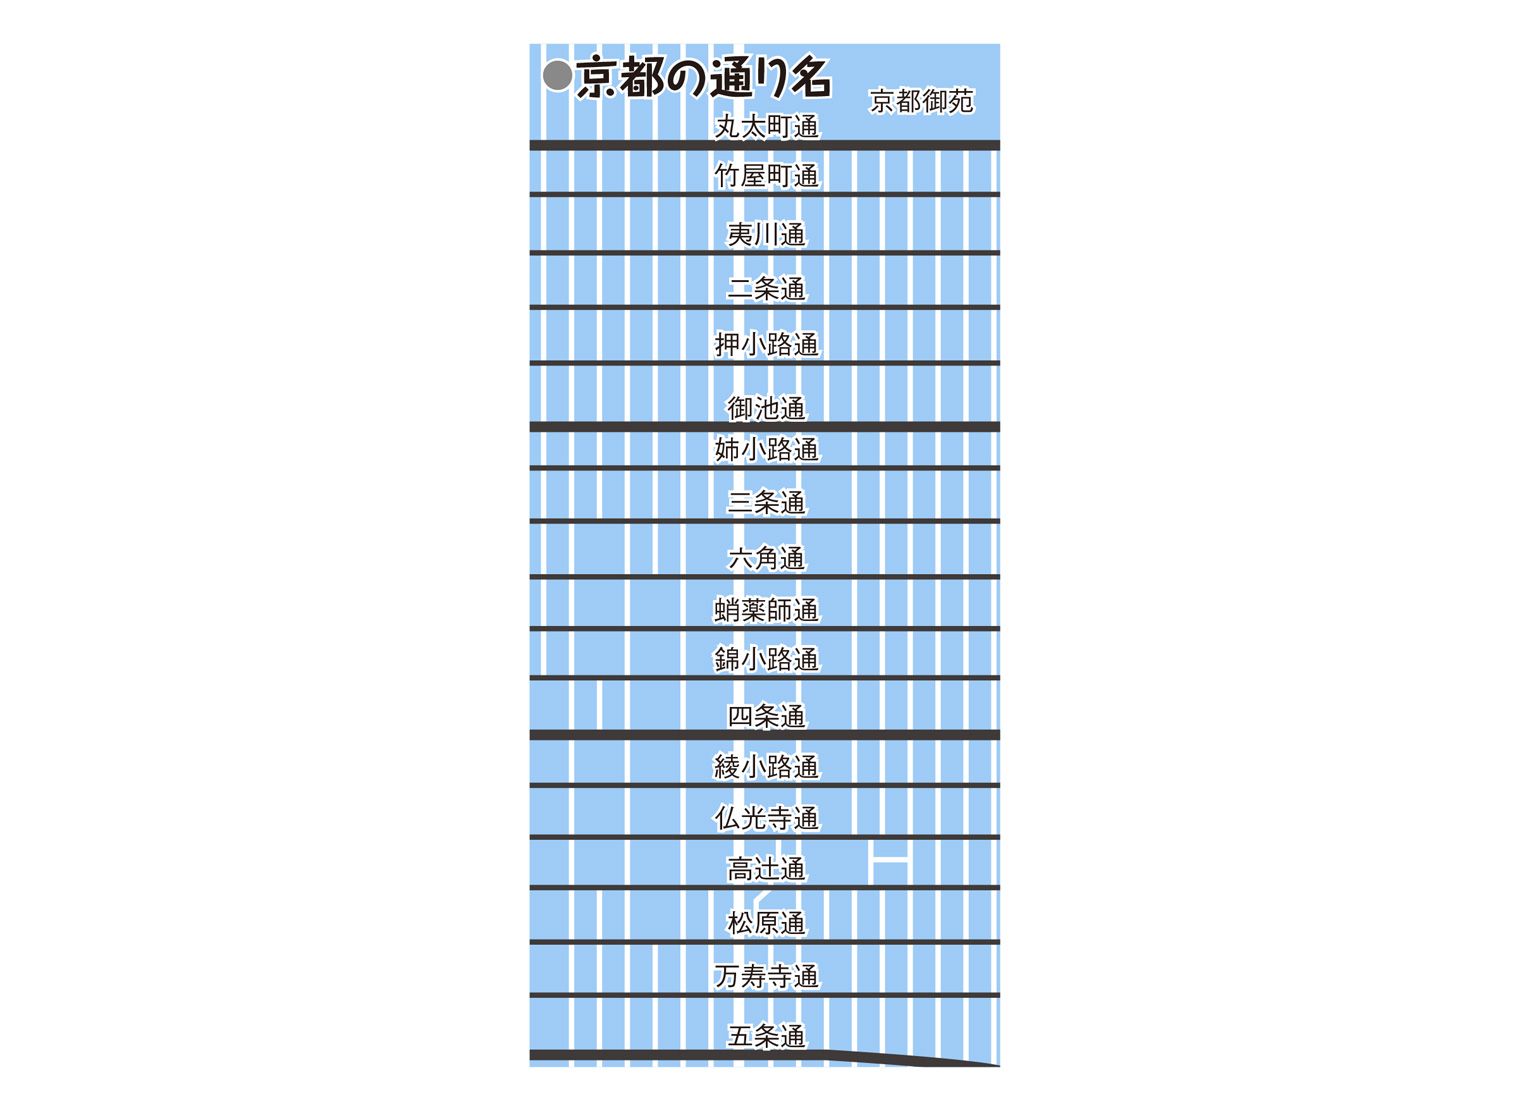 ●京都の通り名
京都御苑
丸太町通
竹屋町通
夷川通
二条通
押小路通
御池通
姉小路通
三条通
六角通
蛸薬師通
錦小路通
四条通
綾小路通
仏光寺通
高辻通
松原通
万寿寺通
五条通